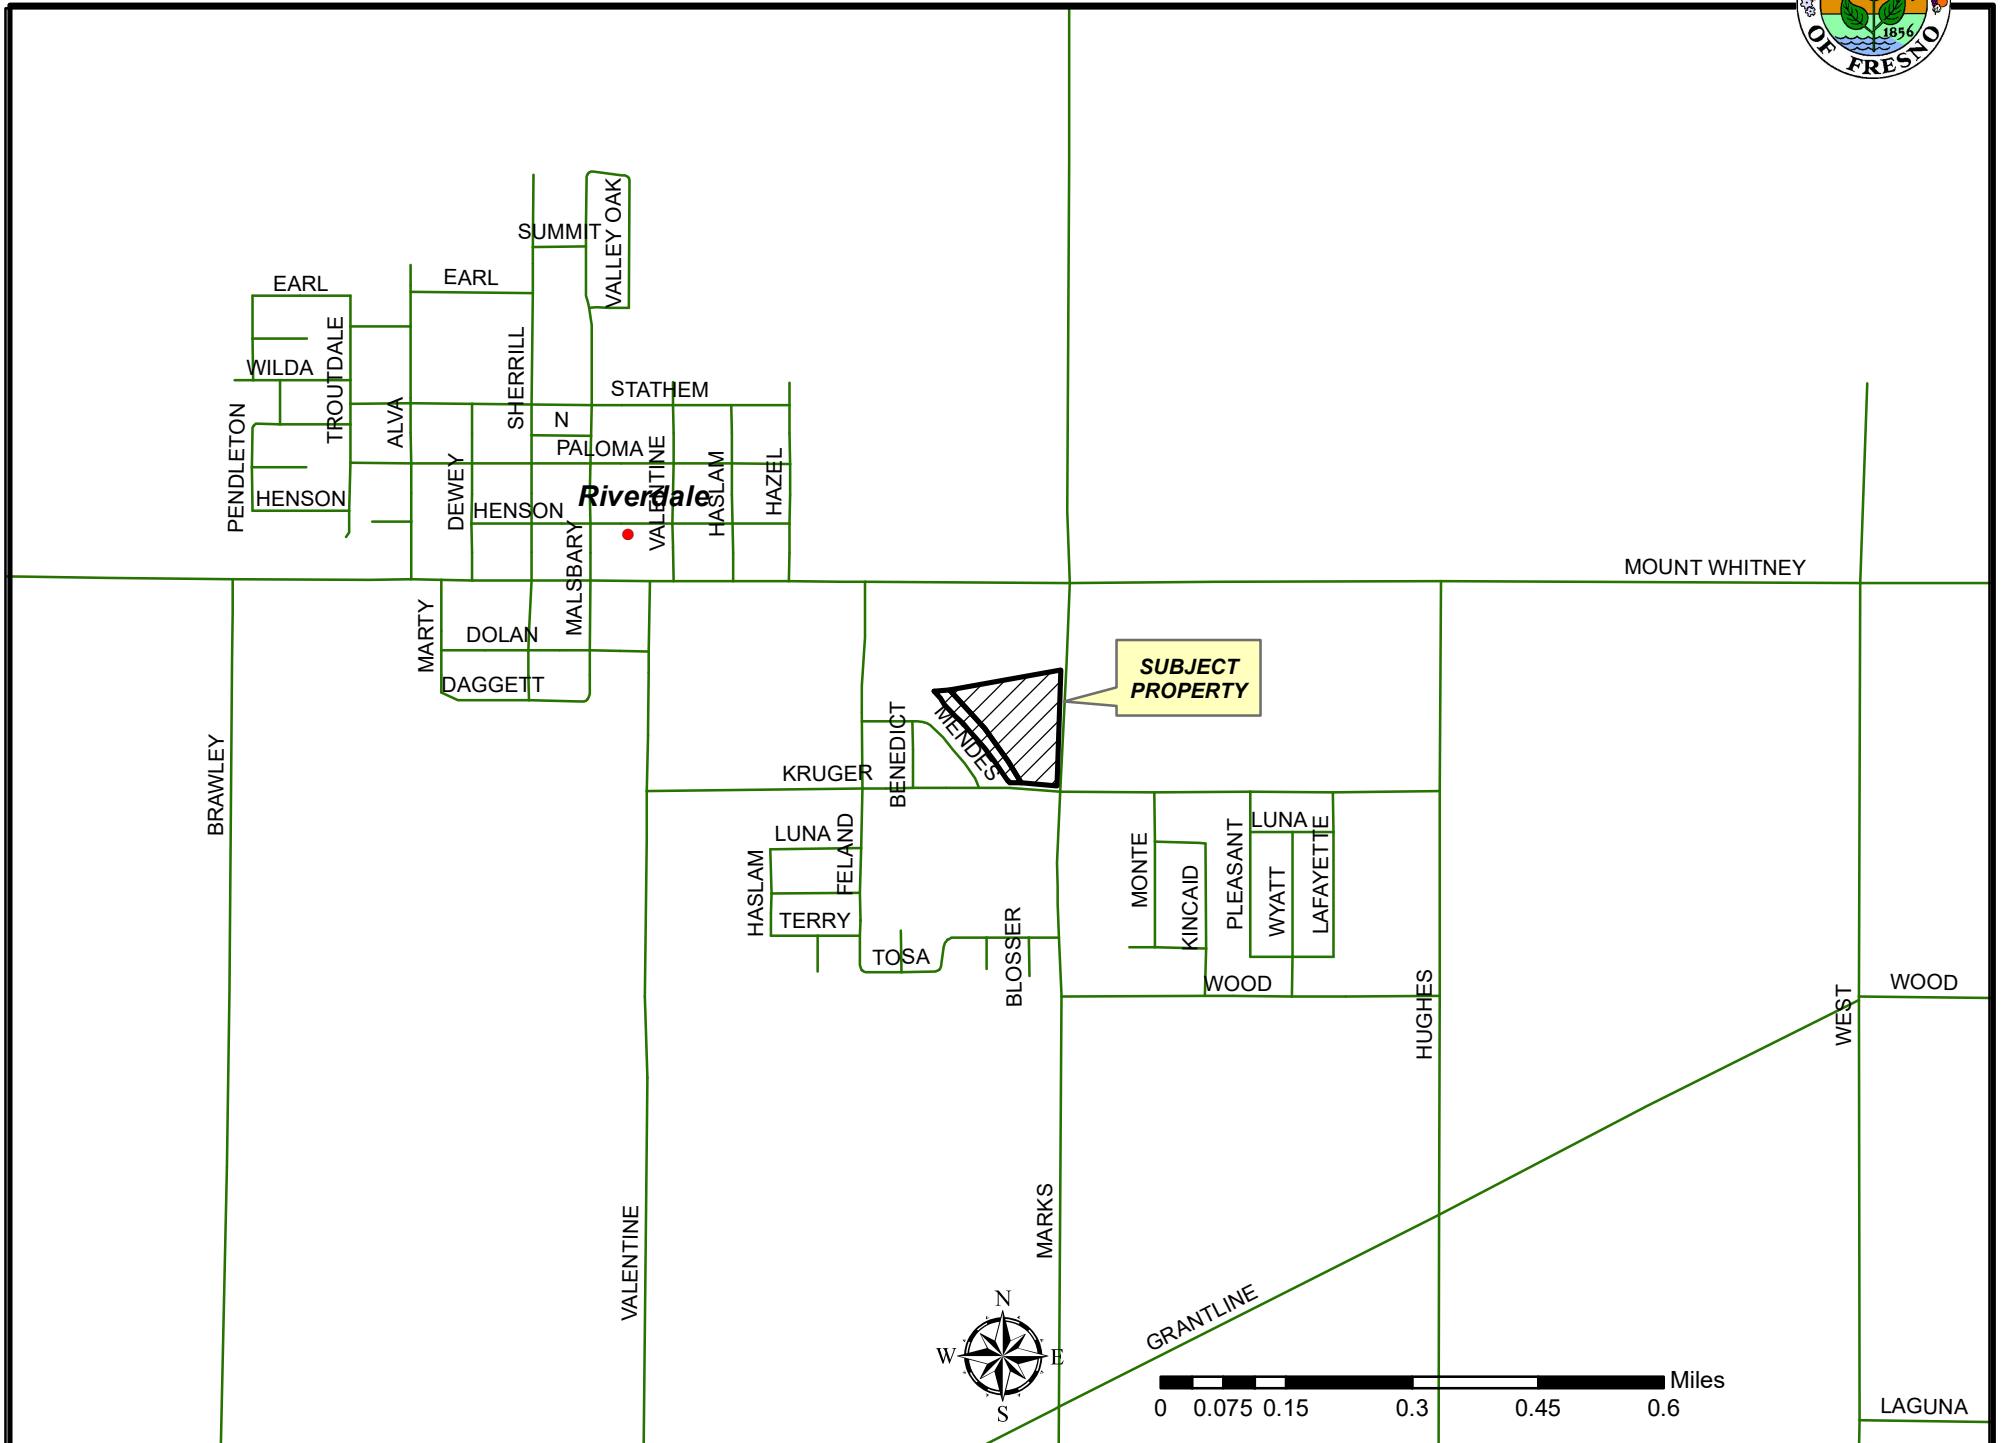 1856
OF FRESNO
SUMMIT
VALLEY OAK
EARL
EARL
TROUTDALE
SHERRILL
WILDA
STATHEM
ALVA
N
PENDLETON
PALOMA
VALENTINE
DEWEY
HASLAM
HAZEL
HENSON
Riverdale
HENSON
MALSBARY
MOUNT WHITNEY
MARTY
DOLAN
DAGGETT
SUBJECT
PROPERTY
MENDES
BENEDICT
BRAWLEY
KRUGER
LUNA
FELAND
HASLAM
TERRY
TOSA
BLOSSER
MONTE
KINCAID
PLEASANT
LUNA
WYATT
LAFAYETTE
WOOD
HUGHES
WEST
WOOD
VALENTINE
MARKS
GRANTLINE
N
W
E
S
Miles
0 0.075 0.15 0.3 0.45 0.6
LAGUNA